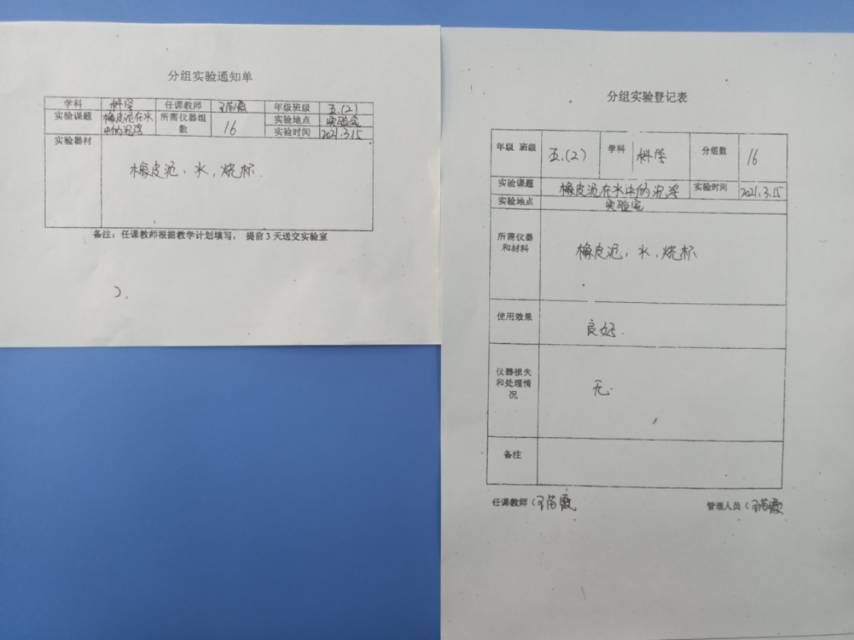 分组实验通知单
学科 科学 任课教师 年级班级 五.(2)
实验课题 橡皮泥在水中的沉浮 所需仪器组数 16 实验地点 实验室
实验时间 2021.3.15
实验器材
橡皮泥,水,烧杯.
备注:任课教师根据教学计划填写, 提前3天送交实验室
分组实验登记表
年级 班级 五.(2) 学科 科学 分组数 16
实验课题 橡皮泥在水中的沉浮 实验时间 2021.3.15
实验地点 实验室
所需仪器和材料 橡皮泥,水,烧杯
使用效果 良好.
仪器损失和处理情况 无.
备注
任课教师( 管理人员(